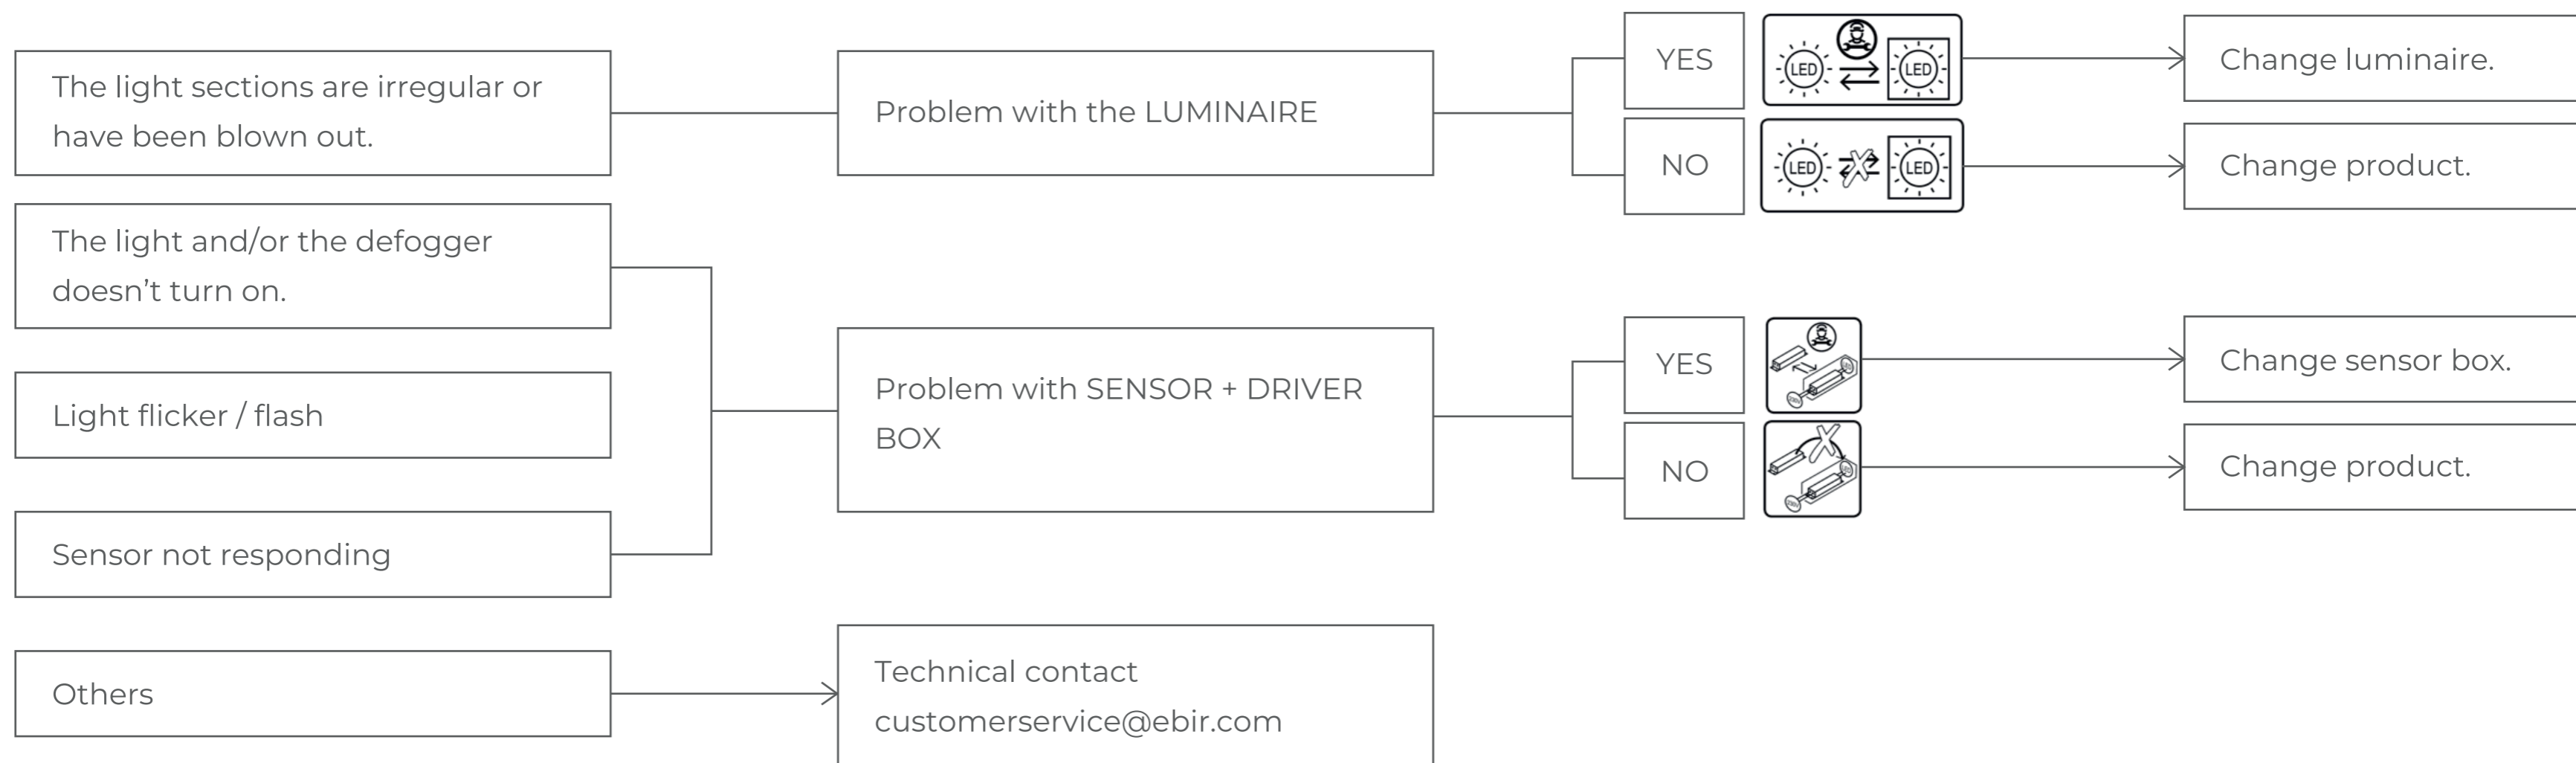 The light sections are irregular or
have been blown out.
Problem with the LUMINAIRE
YES
LED
LED
Change luminaire.
NO
LED
LED
Change product.
The light and/or the defogger
doesn’t turn on.
Light flicker / flash
Sensor not responding
Problem with SENSOR + DRIVER
BOX
YES
Change sensor box.
NO
Change product.
Others
Technical contact
customerservice@ebir.com